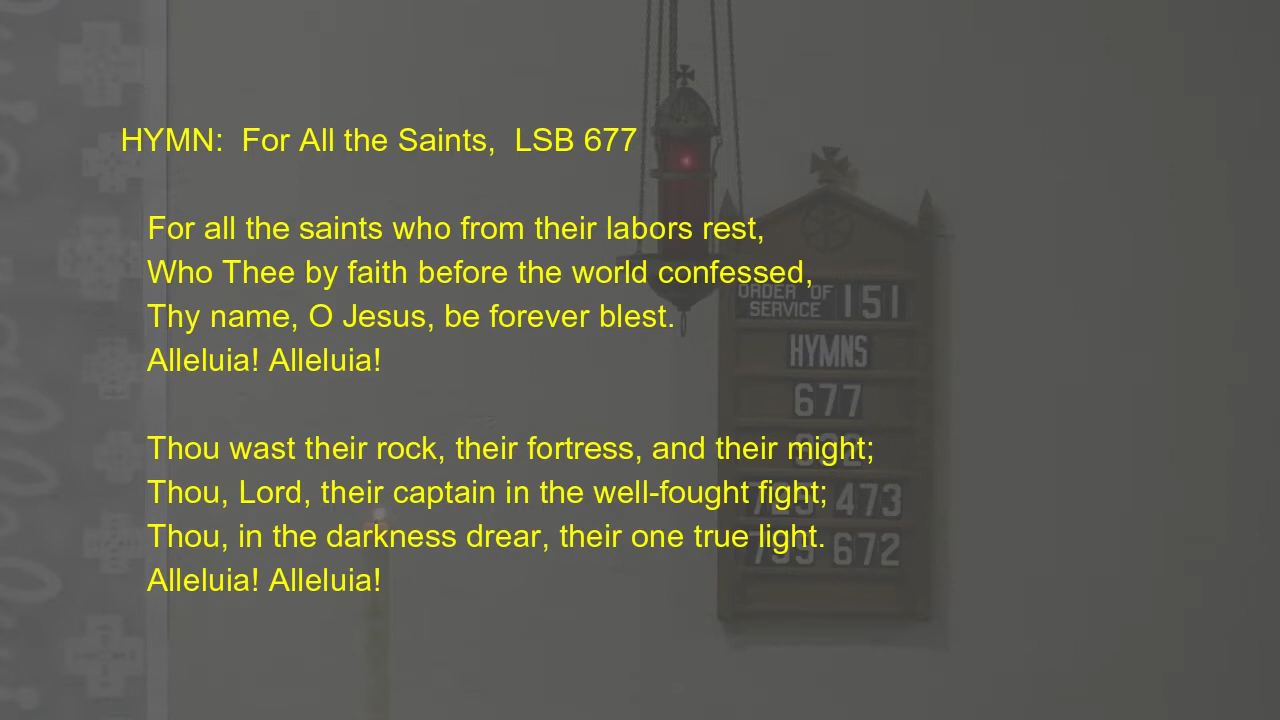 HYMN:  For All the Saints,  LSB 677
For all the saints who from their labors rest,
Who Thee by faith before the world confessed,
Thy name, O Jesus, be forever blest.
Alleluia! Alleluia!
Thou wast their rock, their fortress, and their might;
Thou, Lord, their captain in the well-fought fight;
Thou, in the darkness drear, their one true light.
Alleluia! Alleluia!
ORDER OF
SERVICE 151
HYMNS
677
473
672